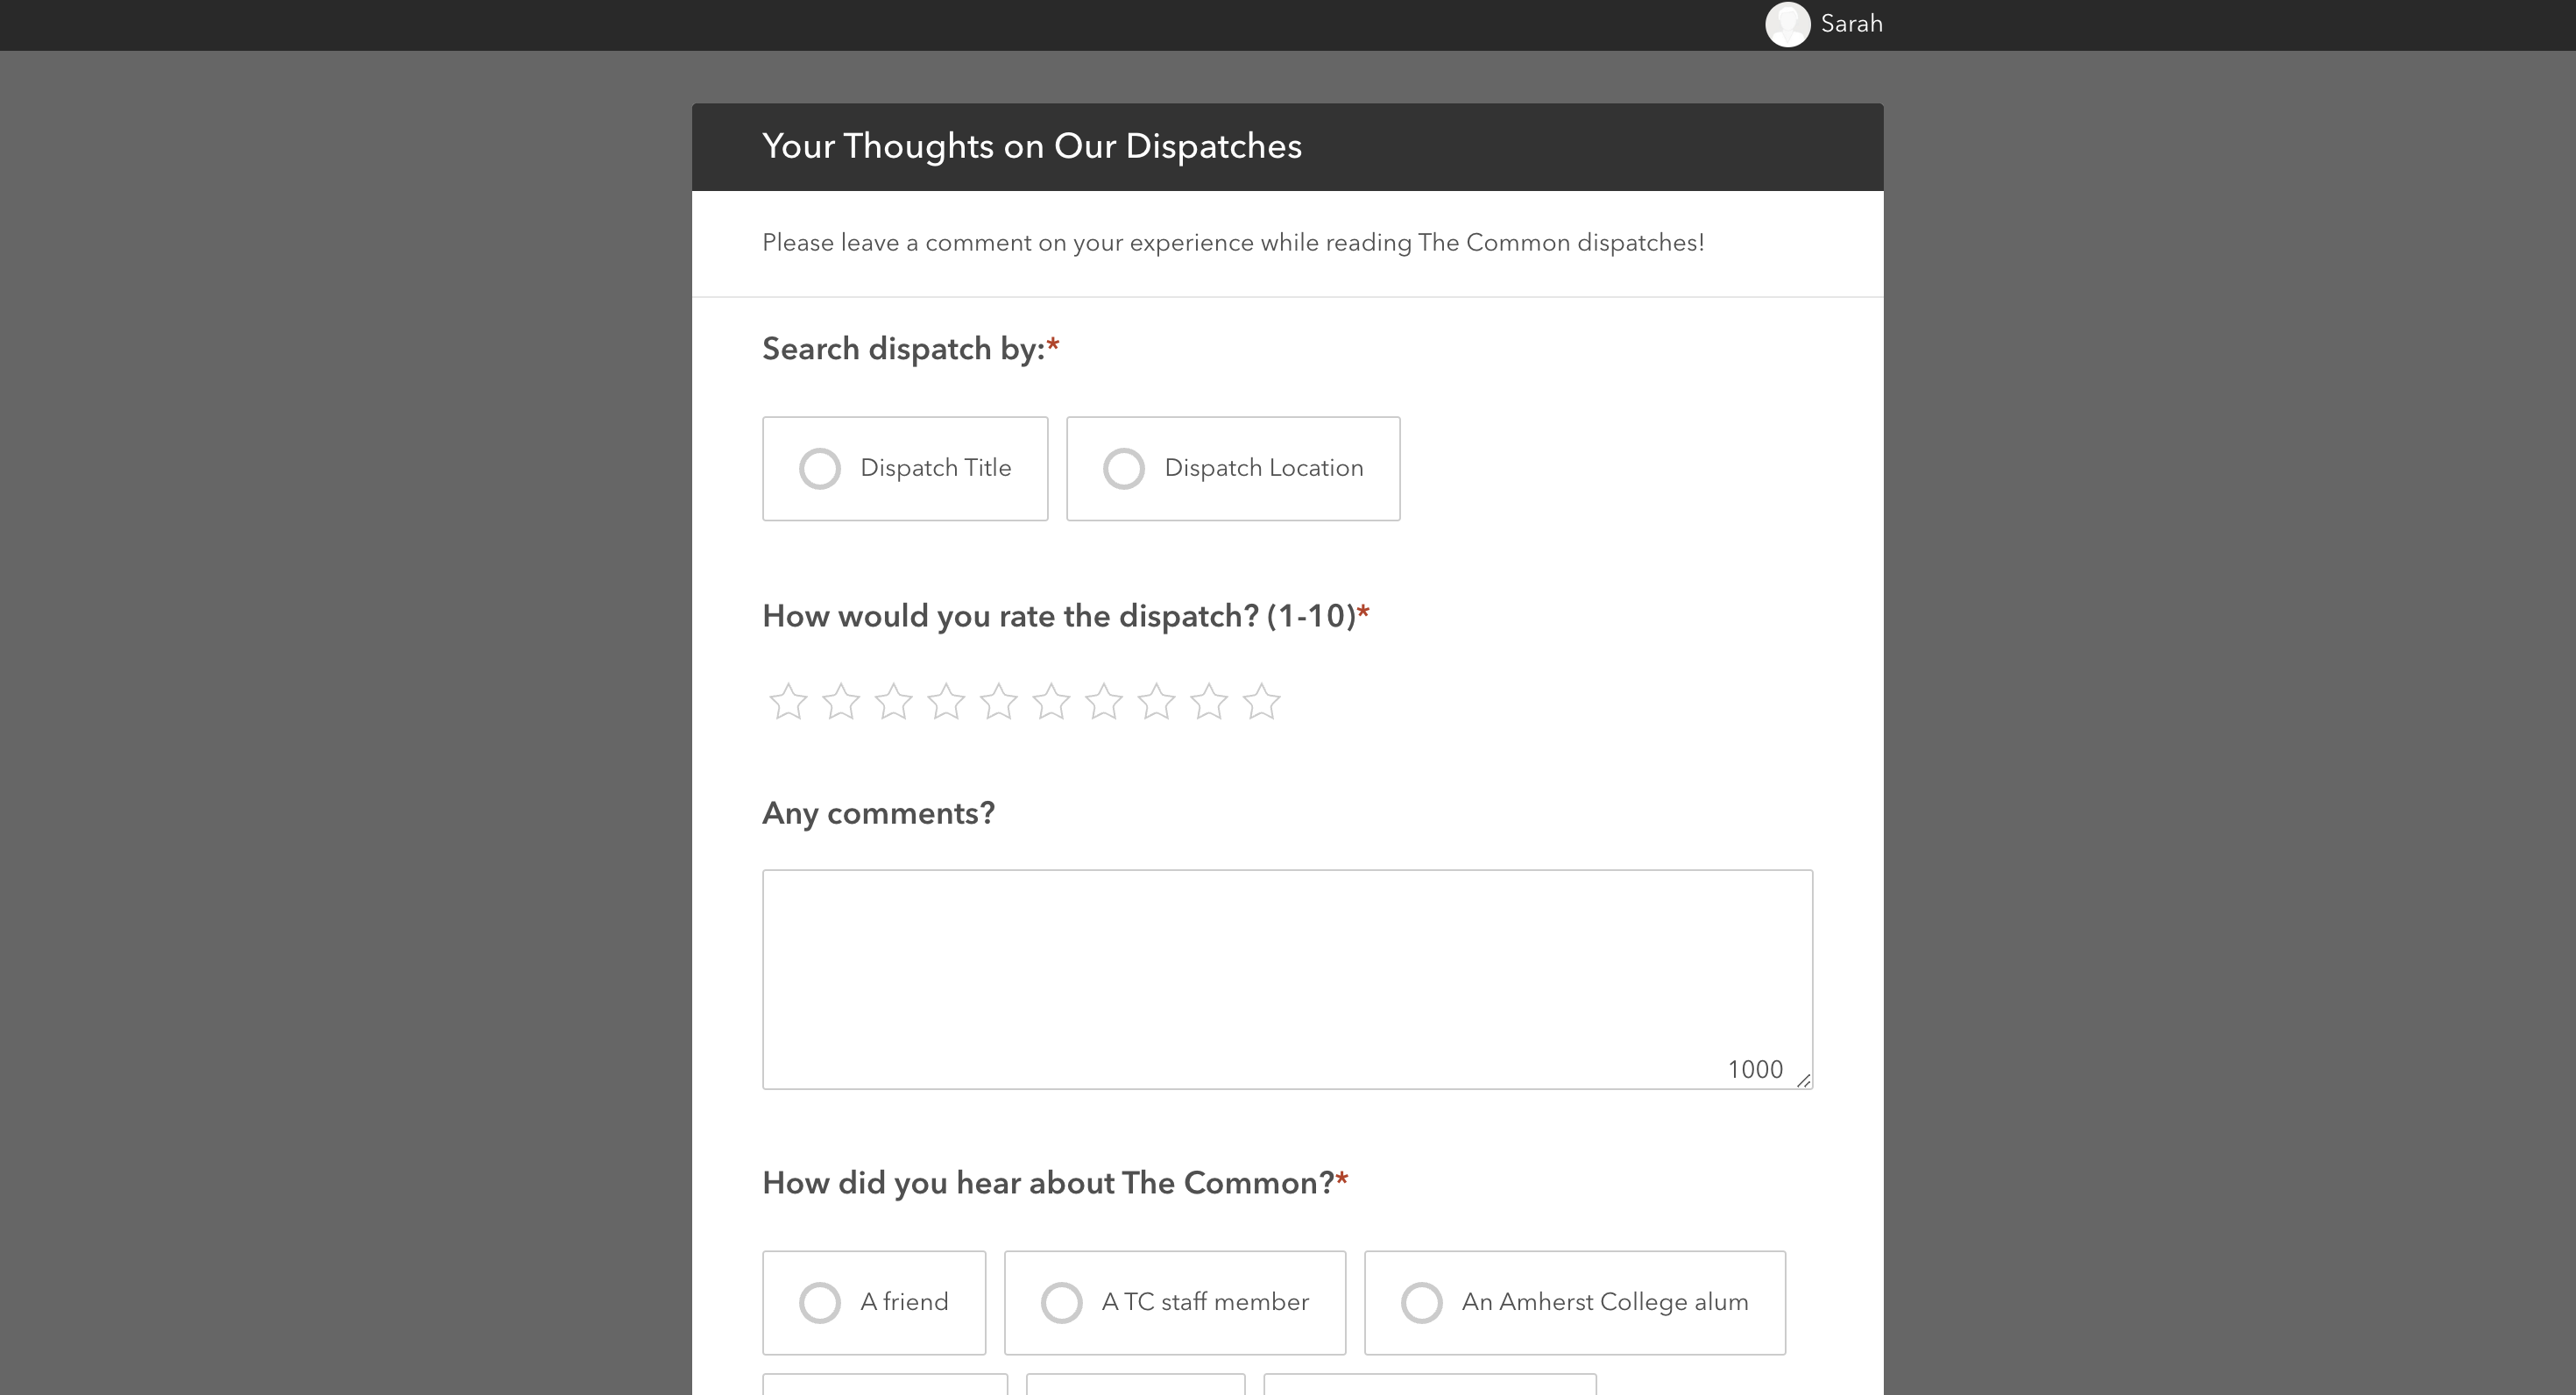 Sarah
Your Thoughts on Our Dispatches
Please leave a comment on your experience while reading The Common dispatches!
Search dispatch by:*
Dispatch Title
Dispatch Location
How would you rate the dispatch? (1-10)*
Any comments?
1000
How did you hear about The Common?*
A friend
A TC staff member
An Amherst College alum